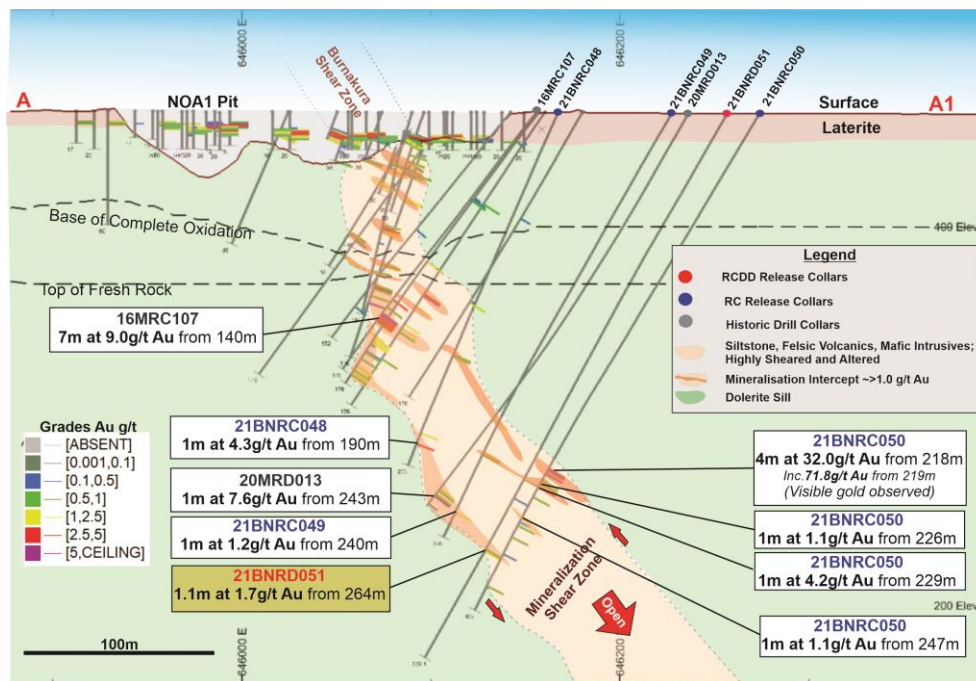 646000 E
646200 E
Burnakura
Shear Zone
16MRC107
21BNRC048
21BNRC049
20MRD013
21BNRD051
21BNRC050
A
NOA1 Pit
Surface
A1
Laterite
Base of Complete Oxidation
400 Elev
Top of Fresh Rock
Legend
RCDD Release Collars
RC Release Collars
Historic Drill Collars
Siltstone, Felsic Volcanics, Mafic Intrusives;
Highly Sheared and Altered
Mineralisation Intercept ~>1.0 g/t Au
Dolerite Sill
16MRC107
7m at 9.0g/t Au from 140m
Grades Au g/t
[ABSENT]
[0.001,0.1]
[0.1,0.5]
[0.5,1]
[1,2.5]
[2.5,5]
[5,CEILING]
21BNRC048
1m at 4.3g/t Au from 190m
20MRD013
1m at 7.6g/t Au from 243m
21BNRC049
1m at 1.2g/t Au from 240m
21BNRD051
1.1m at 1.7g/t Au from 264m
21BNRC050
4m at 32.0g/t Au from 218m
Inc.71.8g/t Au from 219m
(Visible gold observed)
21BNRC050
1m at 1.1g/t Au from 226m
21BNRC050
1m at 4.2g/t Au from 229m
21BNRC050
1m at 1.1g/t Au from 247m
Mineralization
Shear Zone
Open
200 Elev
100m
646000 E
646200 E